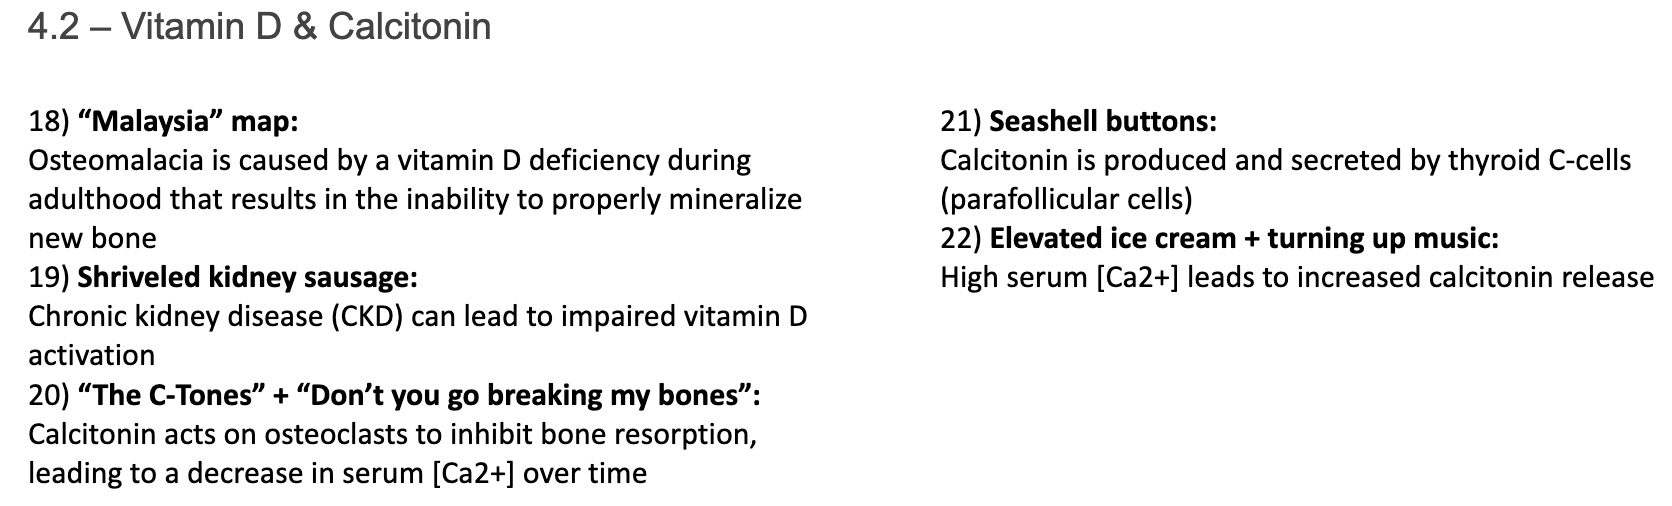 4.2 – Vitamin D & Calcitonin
18) “Malaysia” map:
Osteomalacia is caused by a vitamin D deficiency during
adulthood that results in the inability to properly mineralize
new bone
19) Shriveled kidney sausage:
Chronic kidney disease (CKD) can lead to impaired vitamin D
activation
20) “The C-Tones” + “Don’t you go breaking my bones”:
Calcitonin acts on osteoclasts to inhibit bone resorption,
leading to a decrease in serum [Ca2+] over time
21) Seashell buttons:
Calcitonin is produced and secreted by thyroid C-cells
(parafollicular cells)
22) Elevated ice cream + turning up music:
High serum [Ca2+] leads to increased calcitonin release